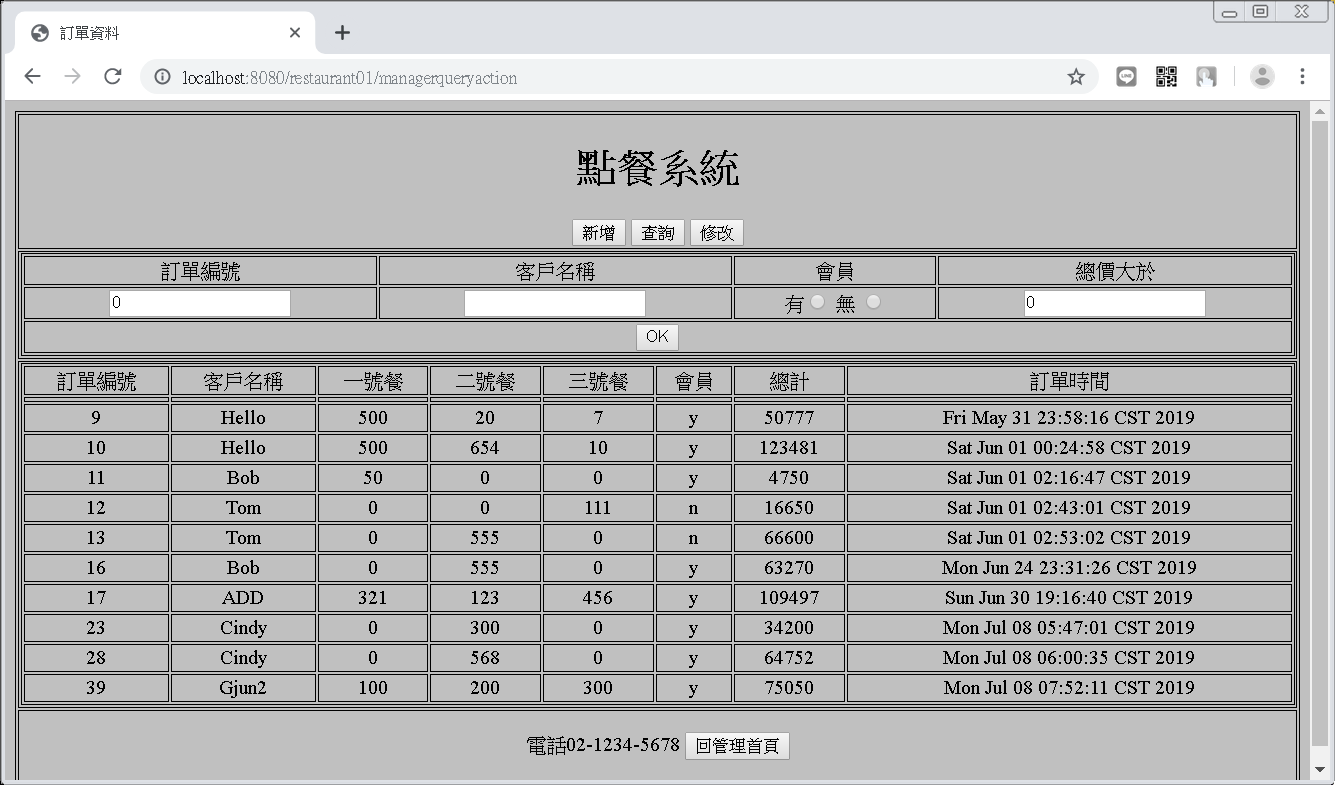 訂單資料
localhost:8080/restaurant01/managerqueryaction
點餐系統
新增 查詢 修改
訂單編號 客戶名稱 會員 總價大於
0 有 無 0
OK
訂單編號 客戶名稱 一號餐 二號餐 三號餐 會員 總計 訂單時間
9 Hello 500 20 7 y 50777 Fri May 31 23:58:16 CST 2019
10 Hello 500 654 10 y 123481 Sat Jun 01 00:24:58 CST 2019
11 Bob 50 0 0 y 4750 Sat Jun 01 02:16:47 CST 2019
12 Tom 0 0 111 n 16650 Sat Jun 01 02:43:01 CST 2019
13 Tom 0 555 0 n 66600 Sat Jun 01 02:53:02 CST 2019
16 Bob 0 555 0 y 63270 Mon Jun 24 23:31:26 CST 2019
17 ADD 321 123 456 y 109497 Sun Jun 30 19:16:40 CST 2019
23 Cindy 0 300 0 y 34200 Mon Jul 08 05:47:01 CST 2019
28 Cindy 0 568 0 y 64752 Mon Jul 08 06:00:35 CST 2019
39 Gjun2 100 200 300 y 75050 Mon Jul 08 07:52:11 CST 2019
電話02-1234-5678 回管理首頁